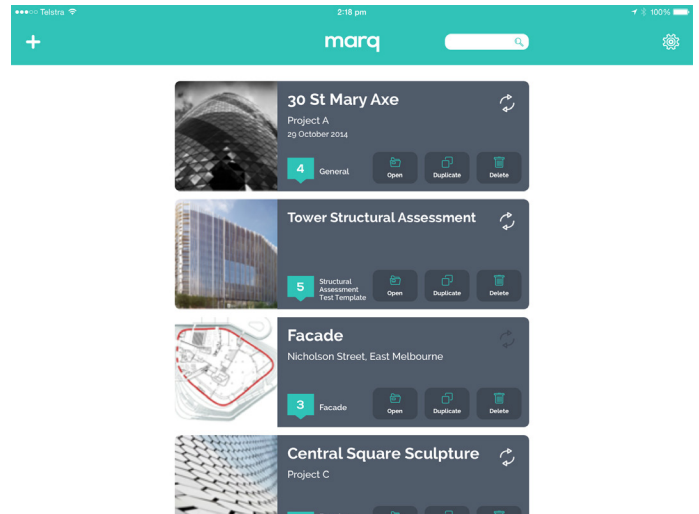 Telstra 2:18 pm 100%
+ marq
30 St Mary Axe
Project A
29 October 2014
4 General Open Duplicate Delete
Tower Structural Assessment
5 Structural
Assessment
Test Template
Open Duplicate Delete
Facade
Nicholson Street, East Melbourne
3 Facade Open Duplicate Delete
Central Square Sculpture
Project C